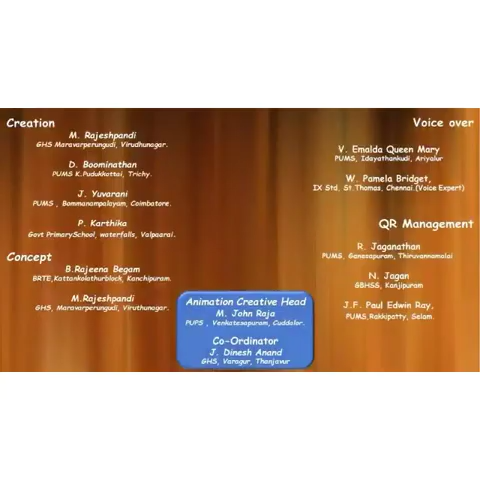 Creation
M. Rajeshpandi
GHS Maravarperungudi, Virudhunagar.
D. Boominathan
PUMS K.Pudukkottai, Trichy.
J. Yuvarani
PUMS , Bommanampalayam, Coimbatore.
P. Karthika
Govt PrimarySchool, waterfalls, Valpaarai.
Concept
B.Rajeena Begam
BRTE,Kattankolathurblock, Kanchipuram.
M.Rajeshpandi
GHS, Maravarperungudi, Viruthunagar.
Animation Creative Head
M. John Raja
PUPS , Venkatesapuram, Cuddalor.
Co-Ordinator
J. Dinesh Anand
GHS, Varagur, Thanjavur
Voice over
V. Emalda Queen Mary
PUMS, Idayathankudi, Ariyalur
W. Pamela Bridget,
IX Std, St.Thomas, Chennai.(Voice Expert)
QR Management
R. Jaganathan
PUMS, Ganesapuram, Thiruvannamalai
N. Jagan
GBHSS, Kanjipuram
J.F. Paul Edwin Ray,
PUMS,Rakkipatty, Selam.